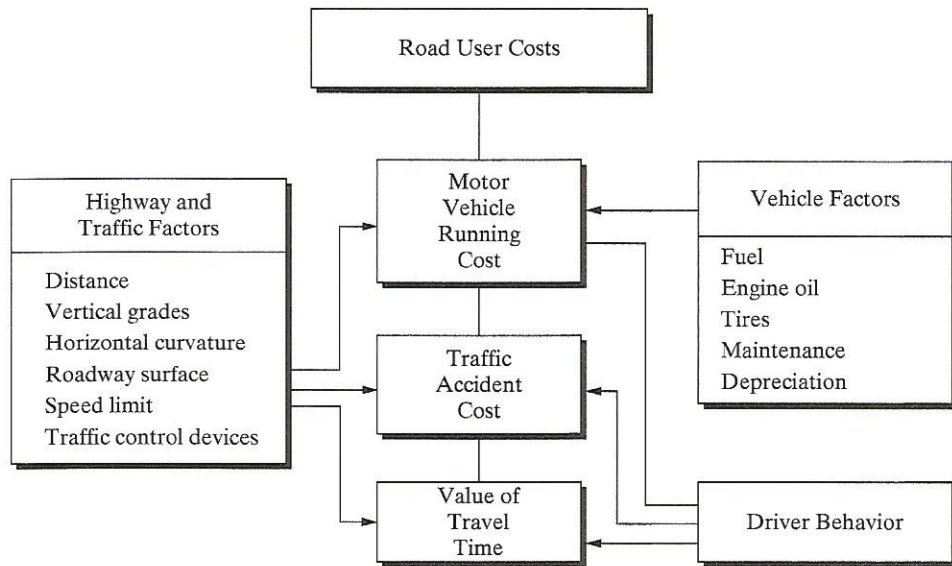 Road User Costs
Highway and
Traffic Factors
Distance
Vertical grades
Horizontal curvature
Roadway surface
Speed limit
Traffic control devices
Motor
Vehicle
Running
Cost
Traffic
Accident
Cost
Value of
Travel
Time
Vehicle Factors
Fuel
Engine oil
Tires
Maintenance
Depreciation
Driver Behavior